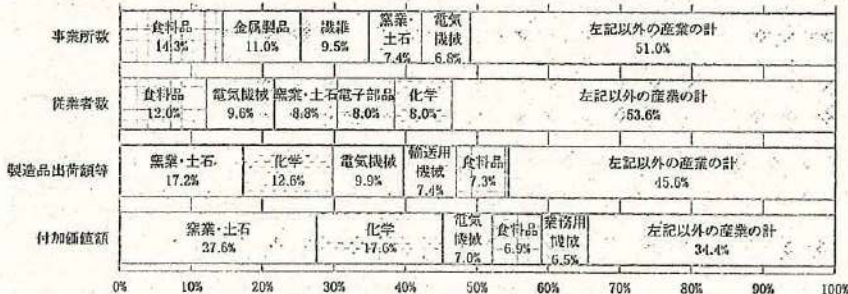 事業所数
食料品
14.3%
金属製品
11.0%
繊維
9.5%
窯業・
土石
7.4%
電気
機械
6.8%
左記以外の産業の計
51.0%
従業者数
食料品
12.0%
電気機械
9.6%
窯業・土石
8.8%
電子部品
8.0%
化学
8.0%
左記以外の産業の計
53.6%
製造品出荷額等
窯業・土石
17.2%
化学
12.6%
電気機械
9.9%
輸送用
機械
7.4%
食料品
7.3%
左記以外の産業の計
45.6%
付加価値額
窯業・土石
27.6%
化学
17.6%
電気
機械
7.0%
食料品
6.9%
業務用
機械
6.5%
左記以外の産業の計
34.4%
0% 10% 20% 30% 40% 50% 60% 70% 80% 90% 100%